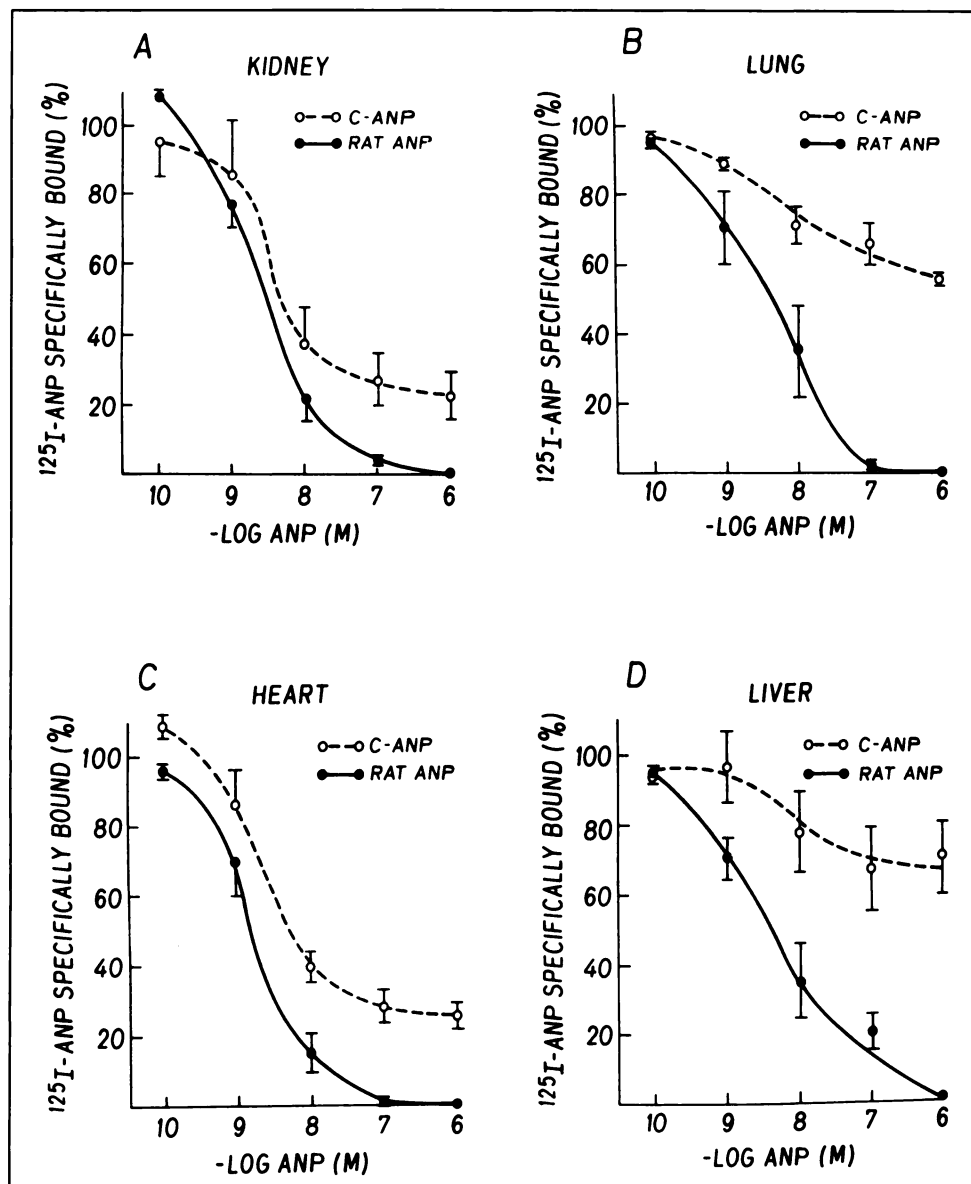 A
KIDNEY
125I-ANP SPECIFICALLY BOUND (%)
C-ANP
RAT ANP
100
80
60
40
20
10 9 8 7 6
-LOG ANP (M)
B
LUNG
125I-ANP SPECIFICALLY BOUND (%)
C-ANP
RAT ANP
100
80
60
40
20
10 9 8 7 6
-LOG ANP (M)
C
HEART
125I-ANP SPECIFICALLY BOUND (%)
C-ANP
RAT ANP
100
80
60
40
20
10 9 8 7 6
-LOG ANP (M)
D
LIVER
125I-ANP SPECIFICALLY BOUND (%)
C-ANP
RAT ANP
100
80
60
40
20
10 9 8 7 6
-LOG ANP (M)